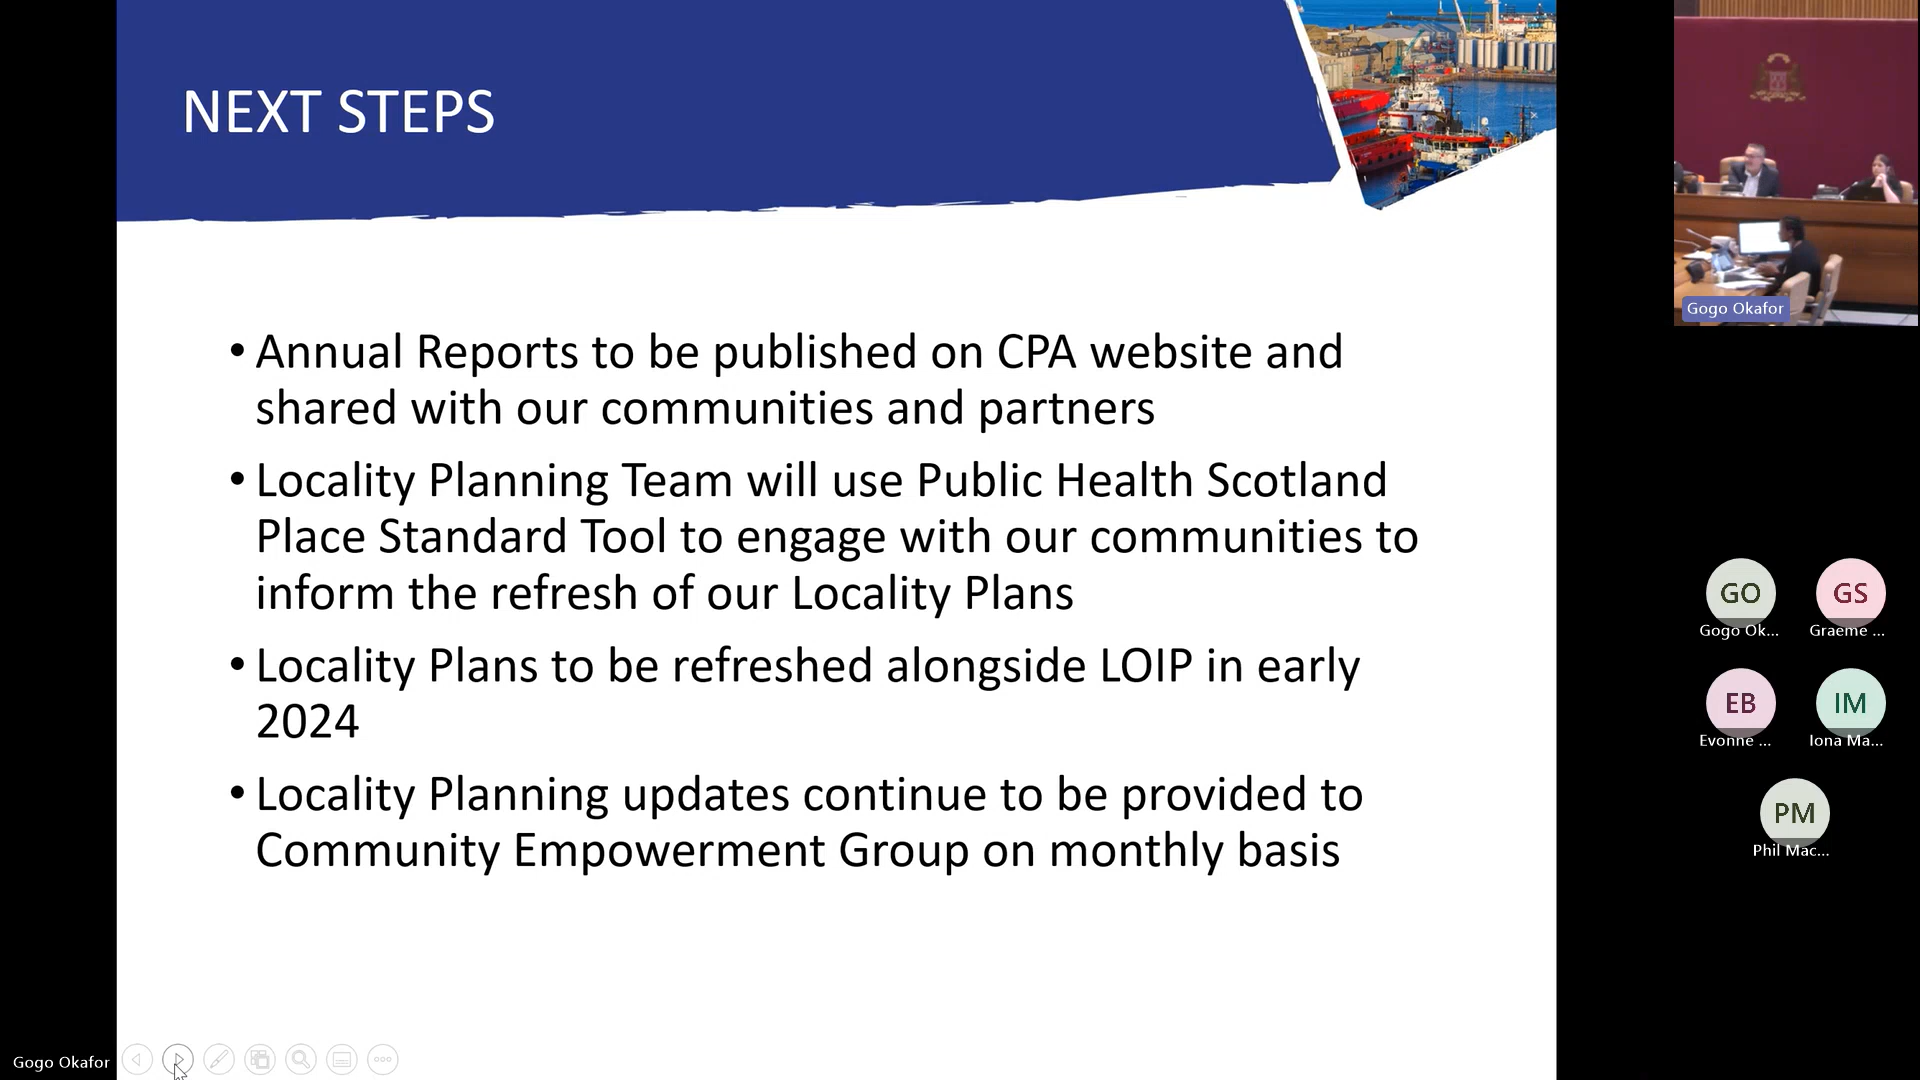 NEXT STEPS
• Annual Reports to be published on CPA website and
shared with our communities and partners
• Locality Planning Team will use Public Health Scotland
Place Standard Tool to engage with our communities to
inform the refresh of our Locality Plans
• Locality Plans to be refreshed alongside LOIP in early
2024
• Locality Planning updates continue to be provided to
Community Empowerment Group on monthly basis
Gogo Okafor
Gogo Okafor
GO
GS
Gogo Ok...
Graeme ...
EB
IM
Evonne ...
Iona Ma...
PM
Phil Mac...